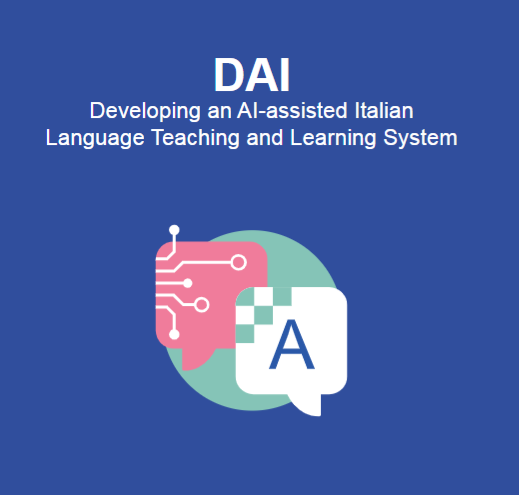 DAI
Developing an AI-assisted Italian
Language Teaching and Learning System
A